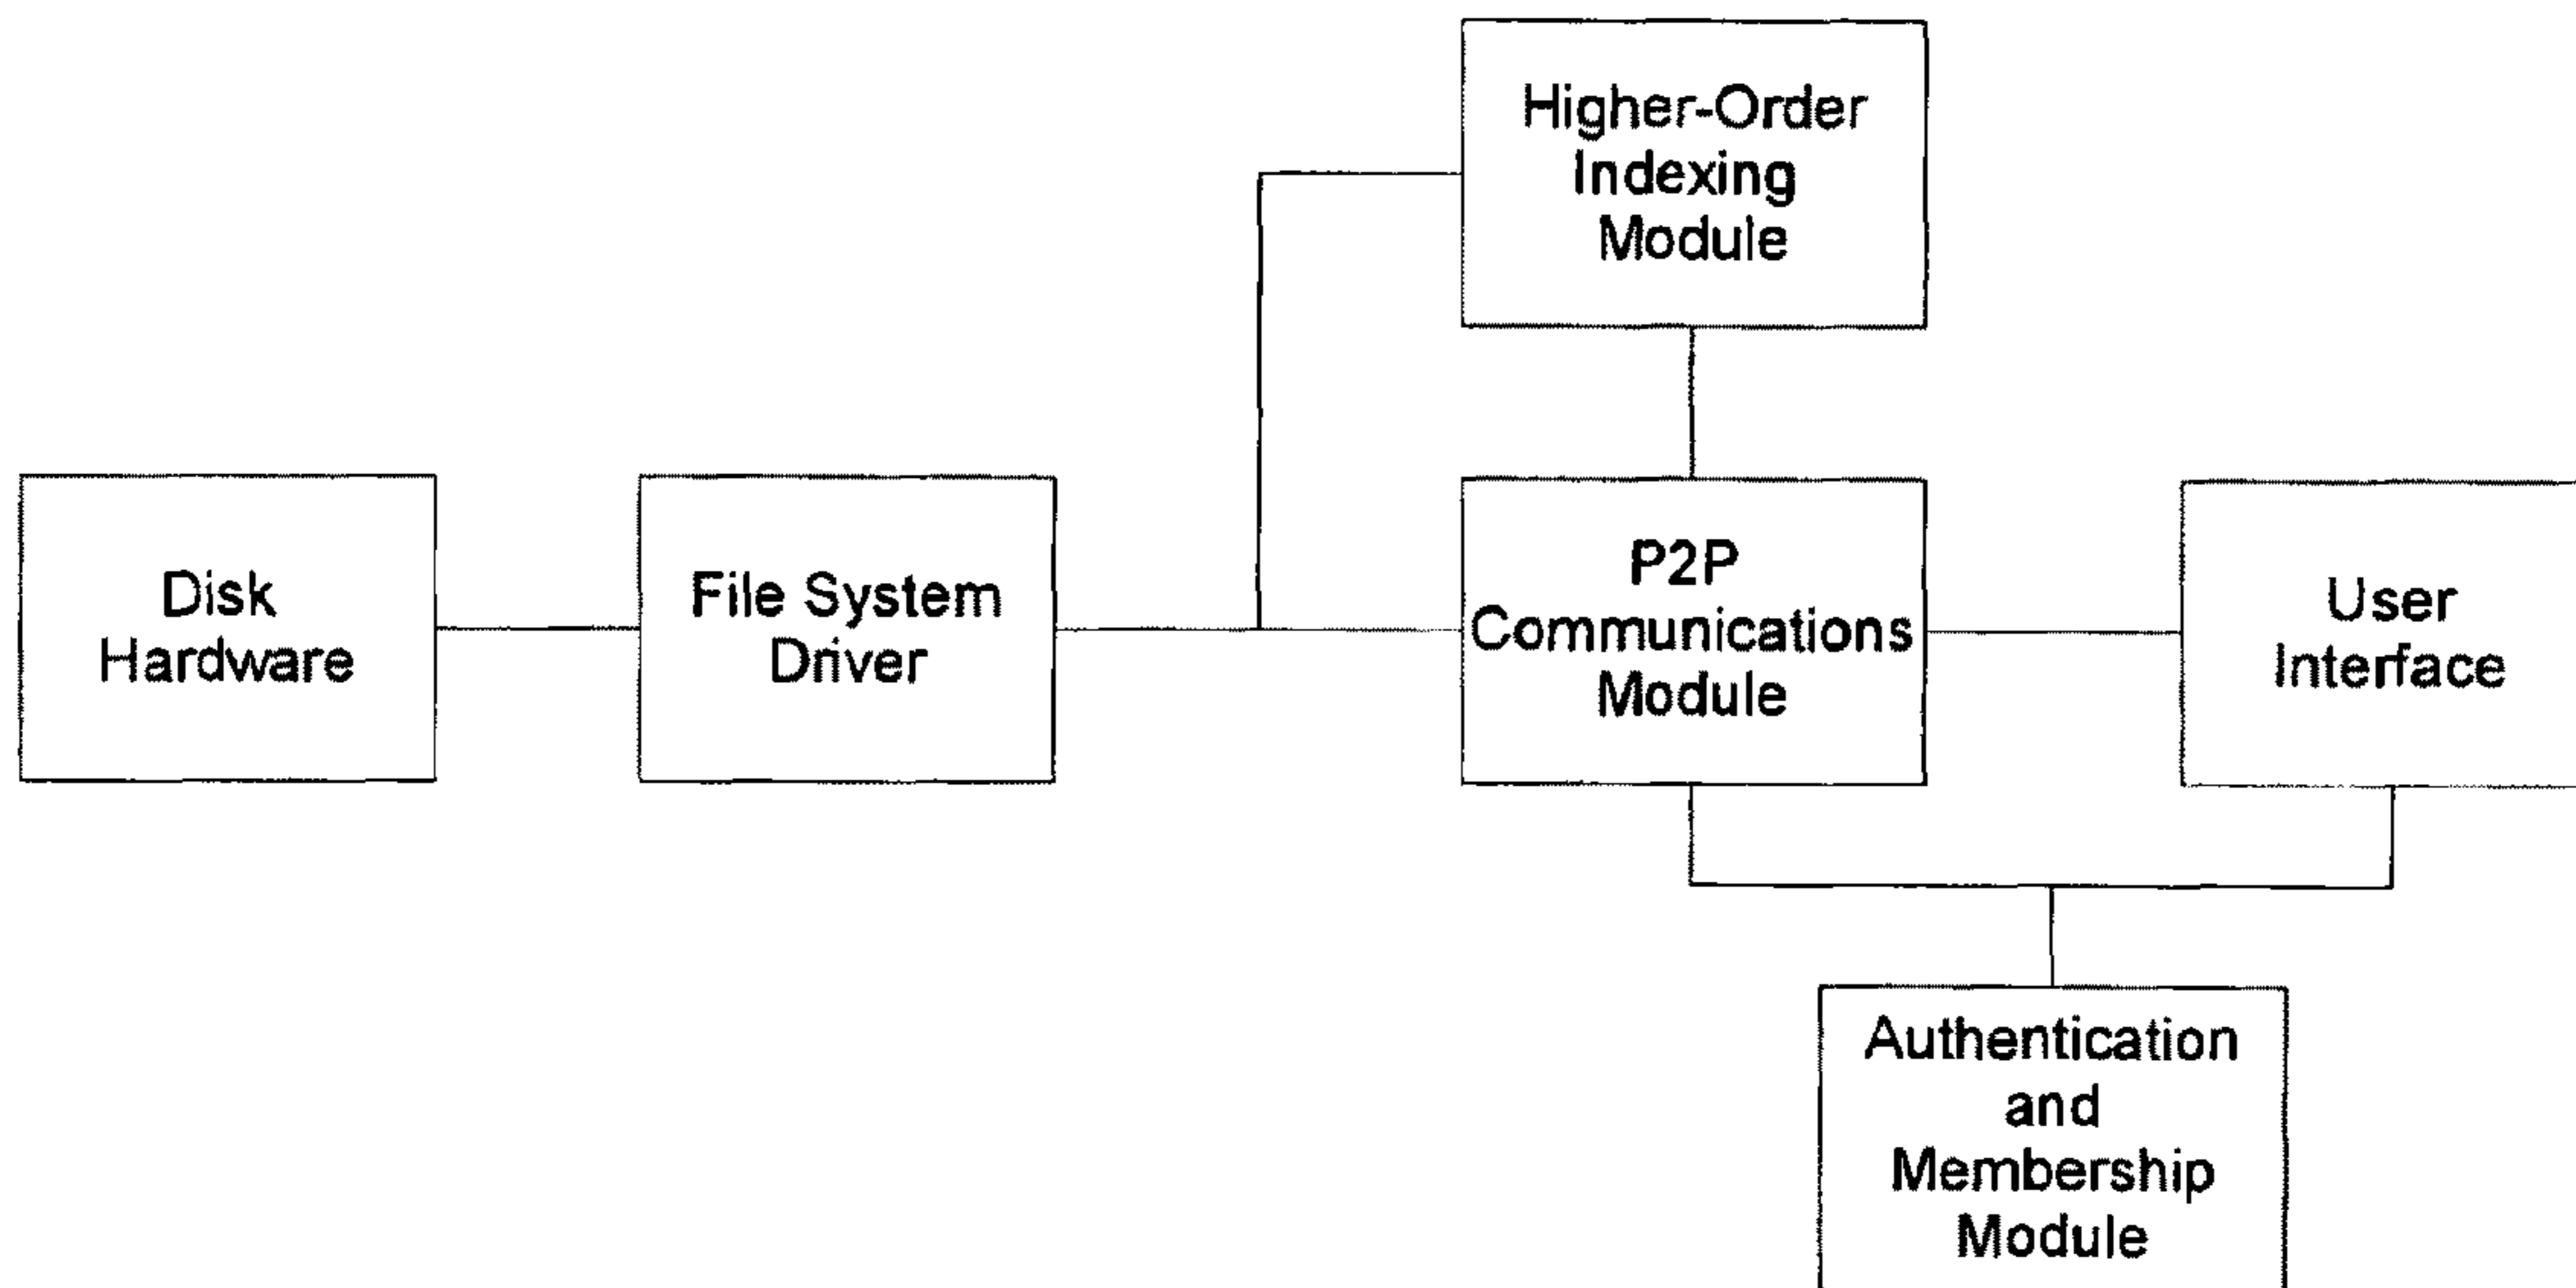 Higher-Order
Indexing
Module
Disk
Hardware
File System
Driver
P2P
Communications
Module
User
Interface
Authentication
and
Membership
Module